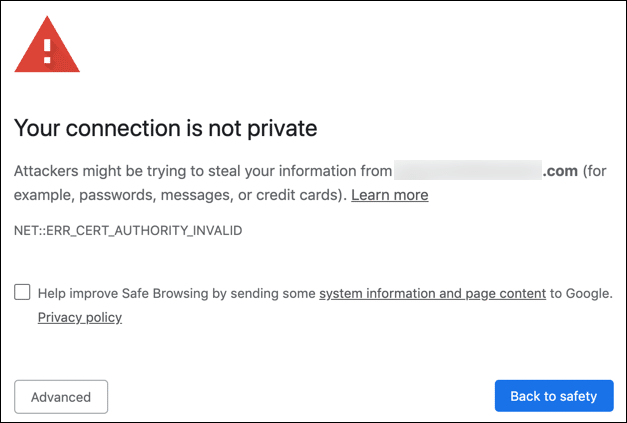 Your connection is not private
Attackers might be trying to steal your information from .com (for
example, passwords, messages, or credit cards). Learn more
NET::ERR_CERT_AUTHORITY_INVALID
Help improve Safe Browsing by sending some system information and page content to Google.
Privacy policy
Advanced
Back to safety